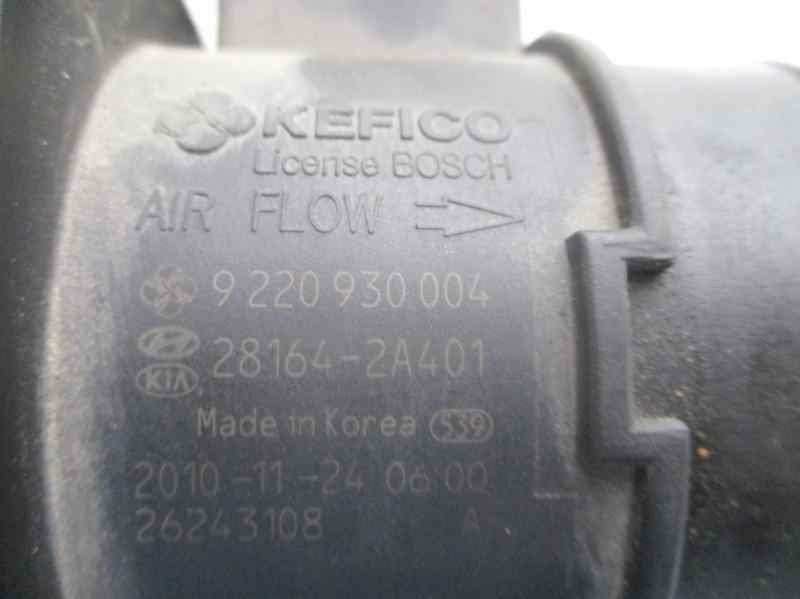 KEFICO
License BOSCH
AIR FLOW
9 220 930 004
28164-2A401
KIA
Made in Korea 539
2010-11-24 06:00
26243108 A